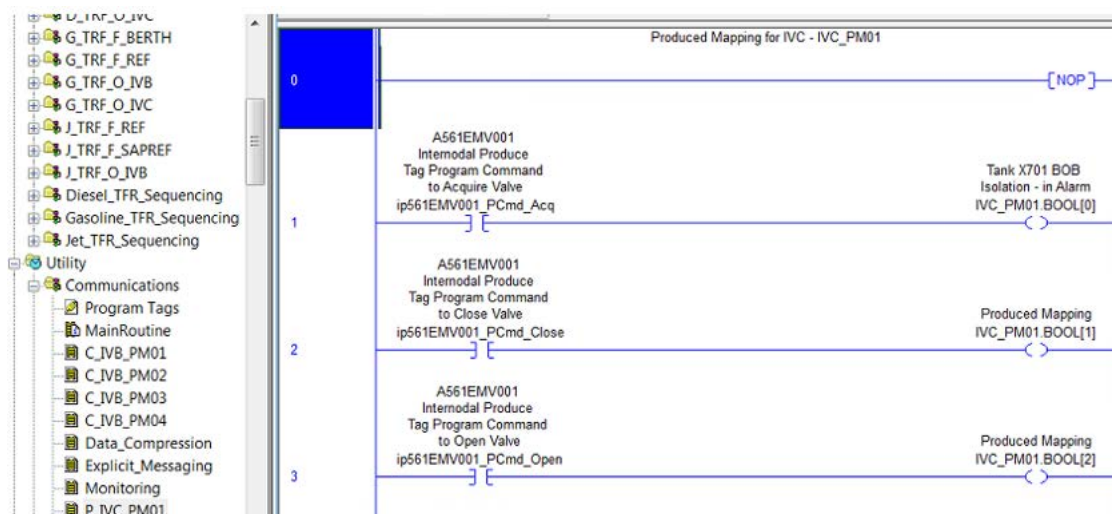 D_TRF_O_IVC
G_TRF_F_BERTH
G_TRF_F_REF
G_TRF_O_IVB
G_TRF_O_IVC
J_TRF_F_REF
J_TRF_F_SAPREF
J_TRF_O_IVB
Diesel_TFR_Sequencing
Gasoline_TFR_Sequencing
Jet_TFR_Sequencing
Utility
Communications
Program Tags
MainRoutine
C_IVB_PM01
C_IVB_PM02
C_IVB_PM03
C_IVB_PM04
Data_Compression
Explicit_Messaging
Monitoring
P_IVC_PM01
Produced Mapping for IVC - IVC_PM01
0
NOP
A561EMV001
Internodal Produce
Tag Program Command
to Acquire Valve
ip561EMV001_PCmd_Acq
Tank X701 BOB
Isolation - in Alarm
IVC_PM01.BOOL[0]
1
A561EMV001
Internodal Produce
Tag Program Command
to Close Valve
ip561EMV001_PCmd_Close
Produced Mapping
IVC_PM01.BOOL[1]
2
A561EMV001
Internodal Produce
Tag Program Command
to Open Valve
ip561EMV001_PCmd_Open
Produced Mapping
IVC_PM01.BOOL[2]
3